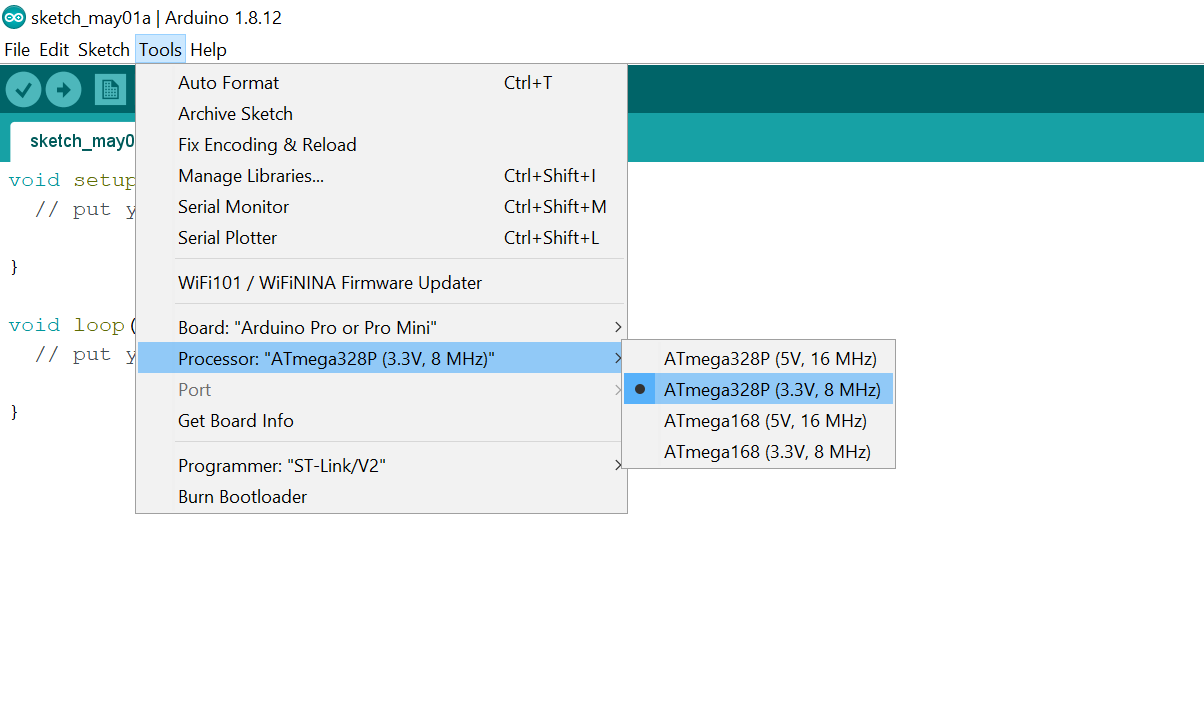 sketch_may01a | Arduino 1.8.12
File Edit Sketch Tools Help
Auto Format Ctrl+T
Archive Sketch
Fix Encoding & Reload
Manage Libraries... Ctrl+Shift+I
Serial Monitor Ctrl+Shift+M
Serial Plotter Ctrl+Shift+L
WiFi101 / WiFiNINA Firmware Updater
Board: "Arduino Pro or Pro Mini"
Processor: "ATmega328P (3.3V, 8 MHz)"
Port
Get Board Info
Programmer: "ST-Link/V2"
Burn Bootloader
ATmega328P (5V, 16 MHz)
ATmega328P (3.3V, 8 MHz)
ATmega168 (5V, 16 MHz)
ATmega168 (3.3V, 8 MHz)
sketch_may0
void setup
// put y
}
void loop(
// put y
}